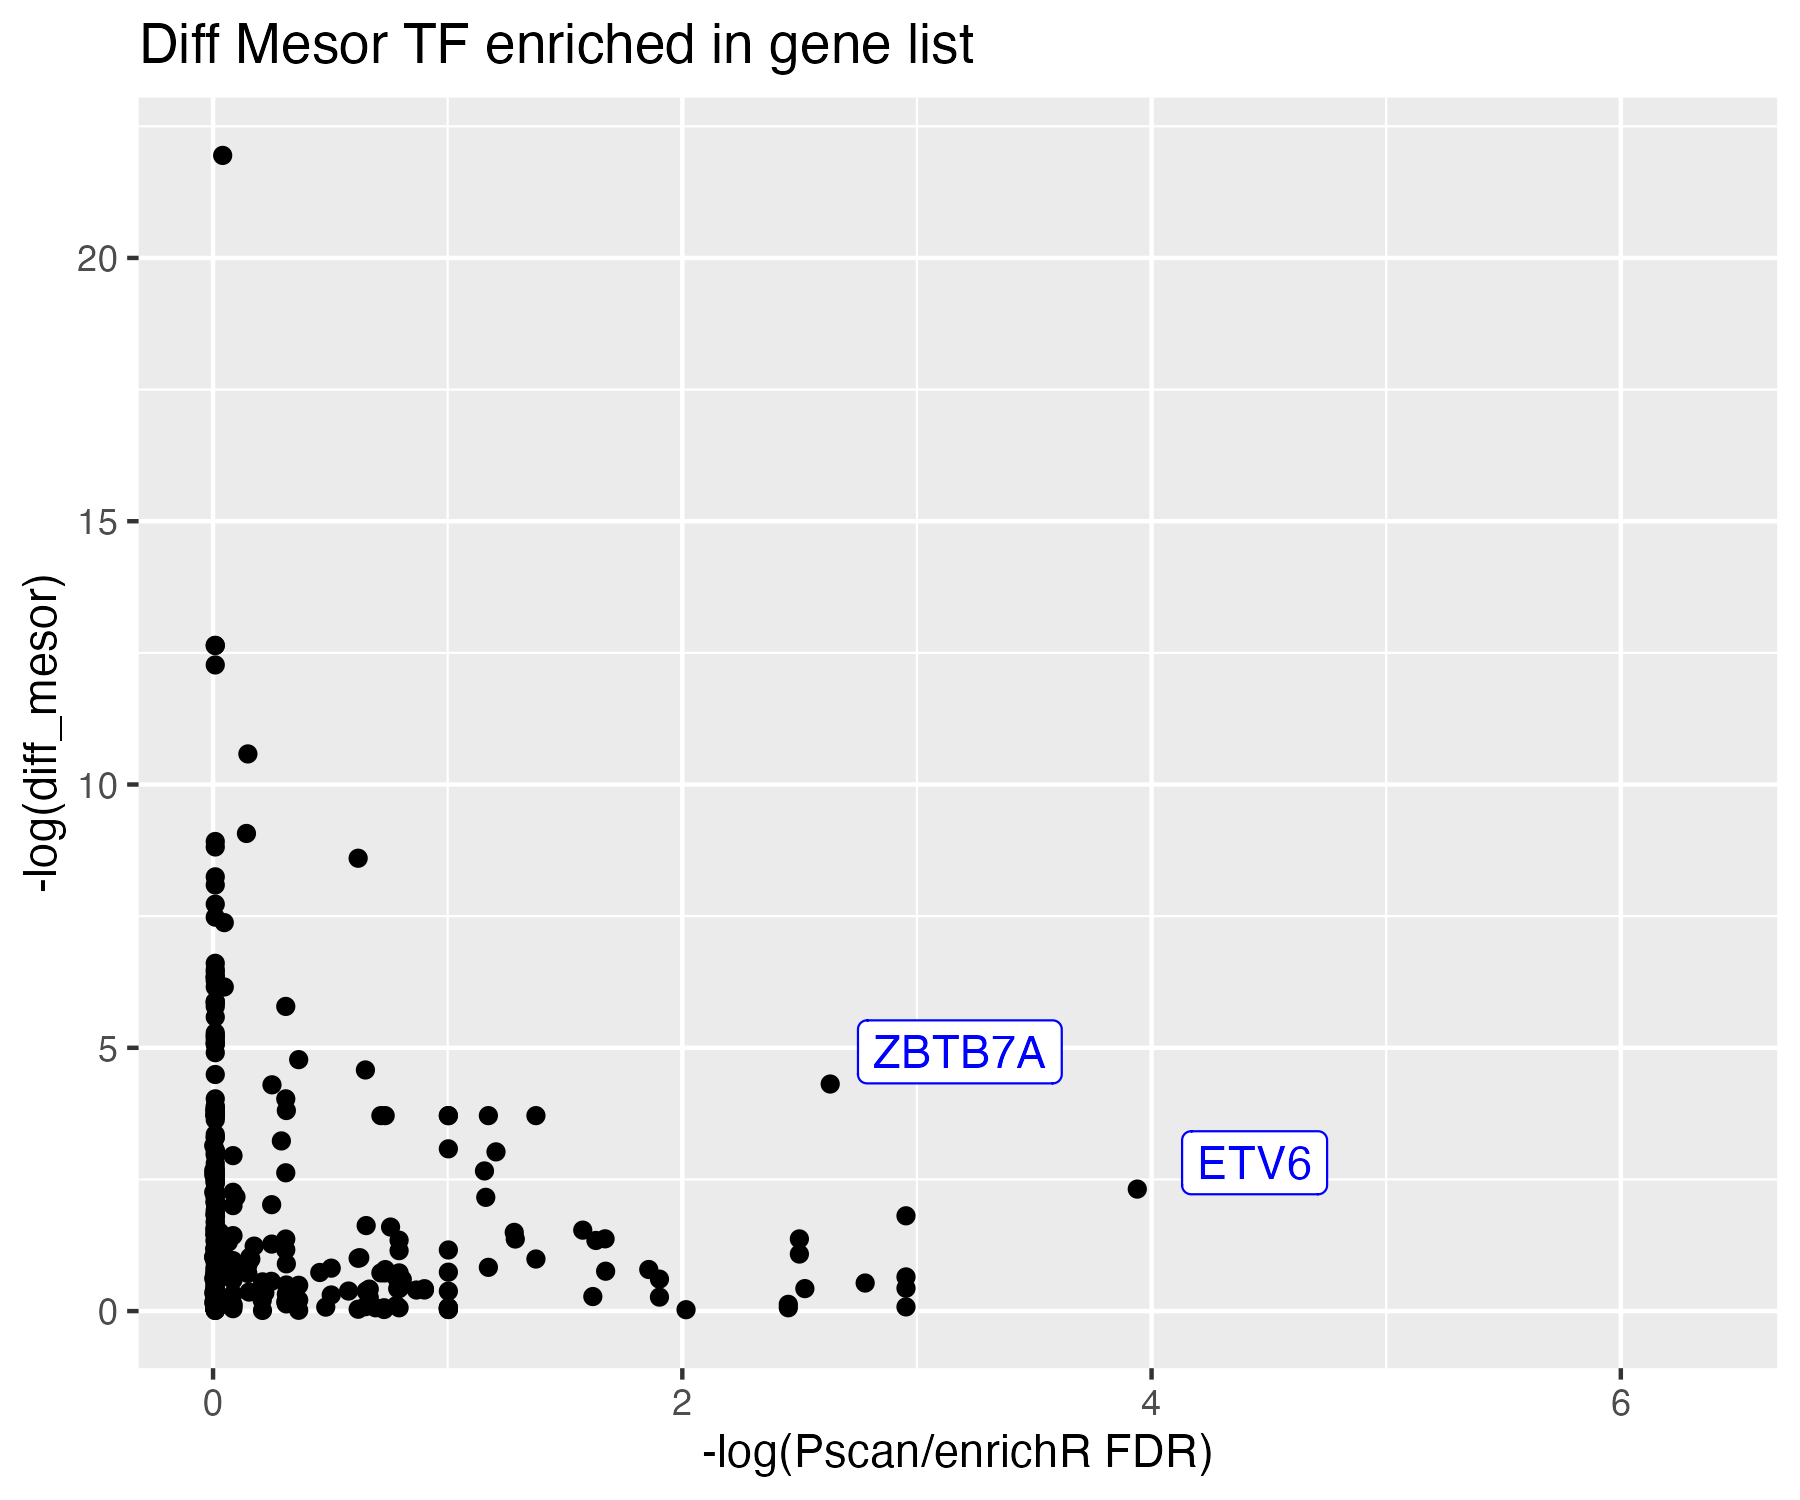 Diff Mesor TF enriched in gene list
-log(diff_mesor)
20
15
10
5
0
ZBTB7A
ETV6
0 2 4 6
-log(Pscan/enrichR FDR)